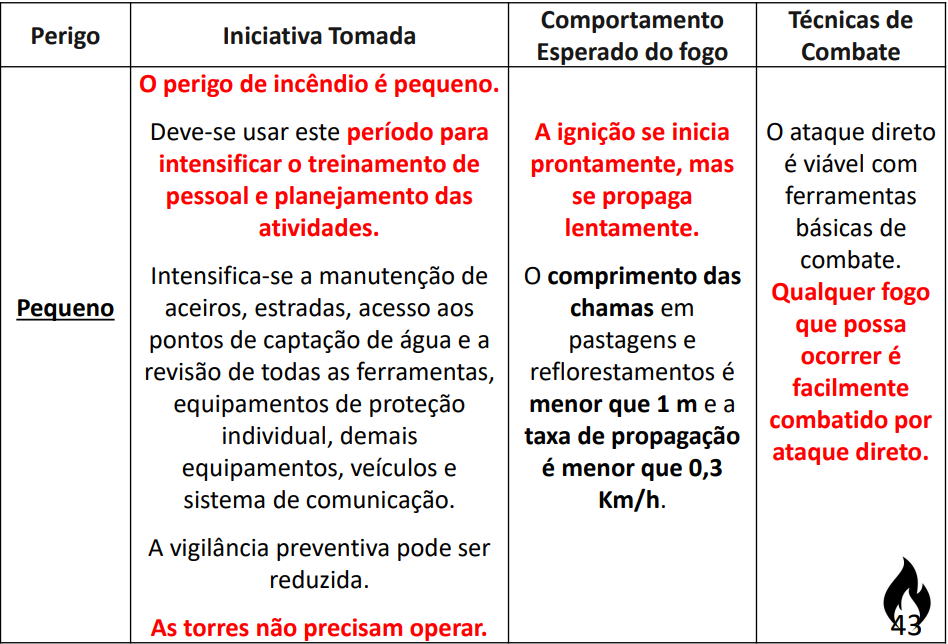 Perigo
Iniciativa Tomada
Comportamento
Esperado do fogo
Técnicas de
Combate
Pequeno
O perigo de incêndio é pequeno.
Deve-se usar este período para
intensificar o treinamento de
pessoal e planejamento das
atividades.
Intensifica-se a manutenção de
aceiros, estradas, acesso aos
pontos de captação de água e a
revisão de todas as ferramentas,
equipamentos de proteção
individual, demais
equipamentos, veículos e
sistema de comunicação.
A vigilância preventiva pode ser
reduzida.
As torres não precisam operar.
A ignição se inicia
prontamente, mas
se propaga
lentamente.
O comprimento das
chamas em
pastagens e
reflorestamentos é
menor que 1 m e a
taxa de propagação
é menor que 0,3
Km/h.
O ataque direto
é viável com
ferramentas
básicas de
combate.
Qualquer fogo
que possa
ocorrer é
facilmente
combatido por
ataque direto.
43